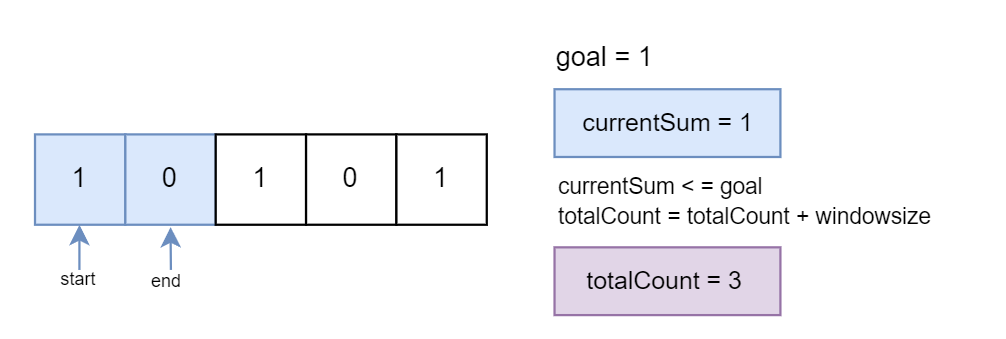 goal = 1
currentSum = 1
1 0 1 0 1
currentSum < = goal
totalCount = totalCount + windowsize
start end
totalCount = 3